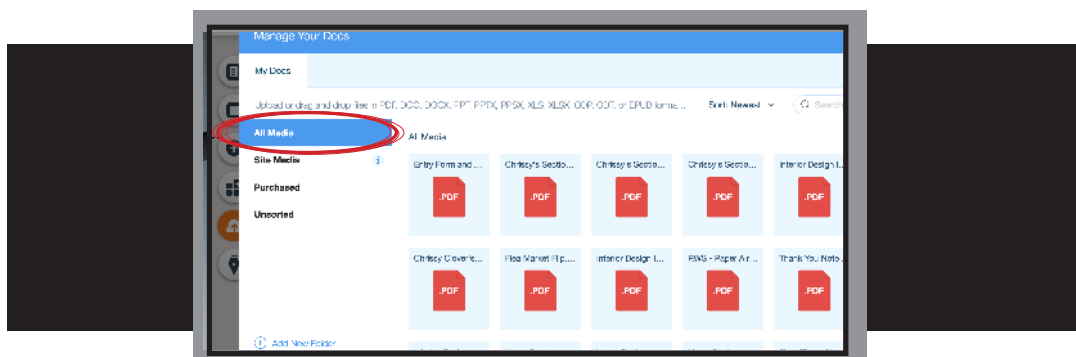 Manage Your Docs
My Docs
Upload or drag and drop files in PDF, DOC, DOCX, PPT, PPTX, PPSX, XLS, XLSX, ODP, ODT, or EPUB forma...
Sort: Newest
Search
All Media
All Media
Site Media
Purchased
Unsorted
Entry Form and ...
Chrissy's Sectio...
Chrissy's Sectio...
Chrissy's Sectio...
Interior Design I...
.PDF
.PDF
.PDF
.PDF
.PDF
Chrissy Clover's...
Flea Market Flip....
Interior Design I...
RWS - Paper Air...
Thank You Note
.PDF
.PDF
.PDF
.PDF
.PDF
Add New Folder